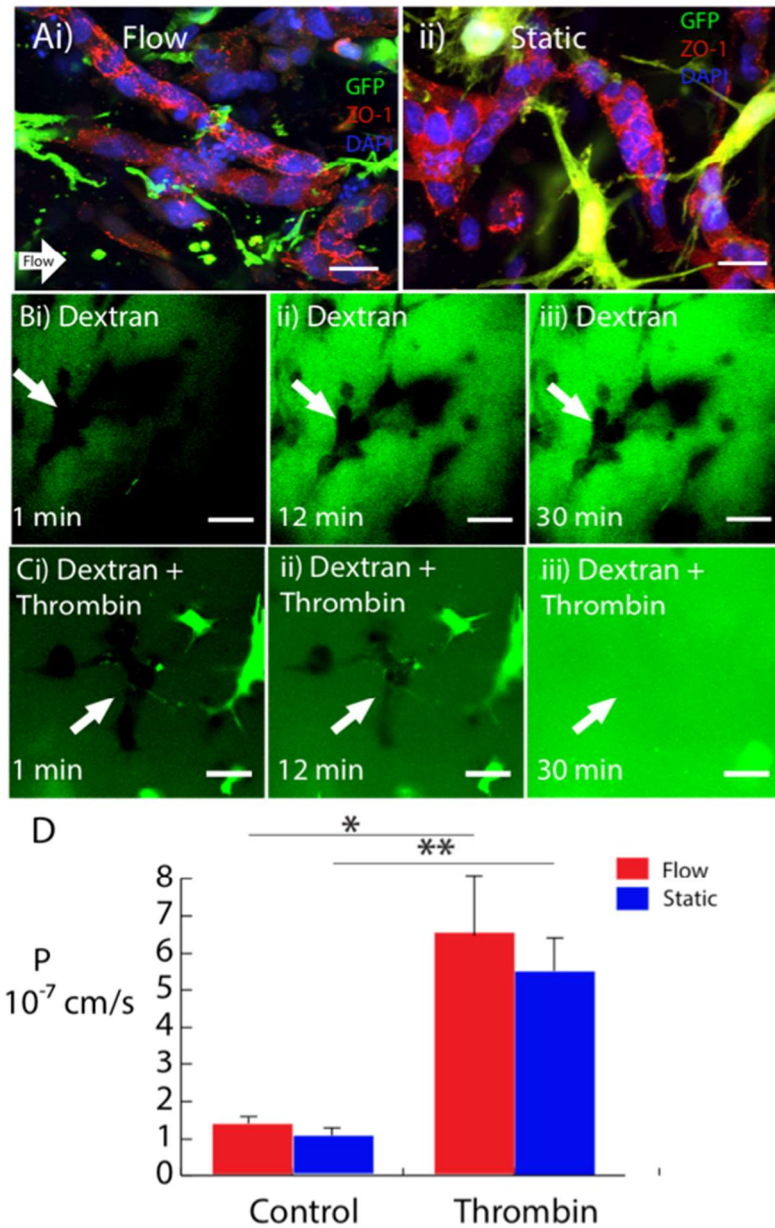 Ai) Flow
GFP
ZO-1
DAPI
Flow
ii) Static
GFP
ZO-1
DAPI
Bi) Dextran
1 min
ii) Dextran
12 min
iii) Dextran
30 min
Ci) Dextran +
Thrombin
1 min
ii) Dextran +
Thrombin
12 min
iii) Dextran +
Thrombin
30 min
D
*
**
Flow
Static
P
10⁻⁷ cm/s
8
7
6
5
4
3
2
1
0
Control Thrombin